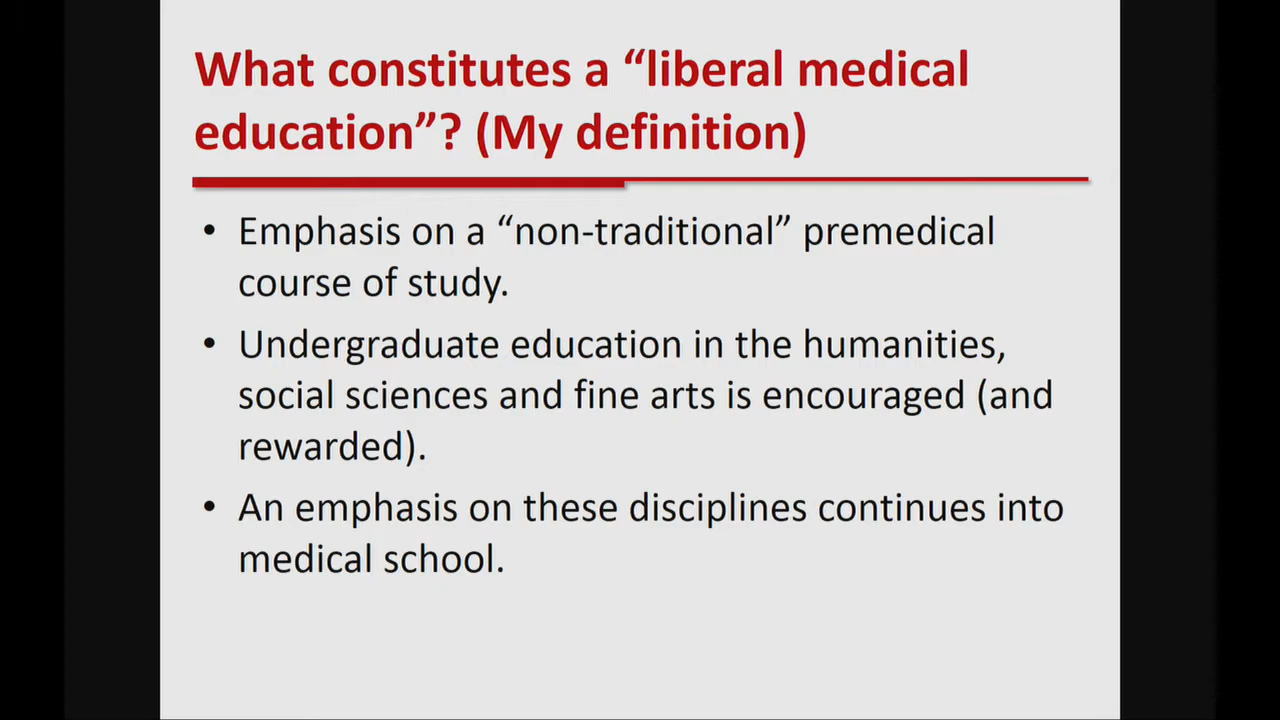 What constitutes a “liberal medical
education”? (My definition)
• Emphasis on a “non-traditional” premedical
course of study.
• Undergraduate education in the humanities,
social sciences and fine arts is encouraged (and
rewarded).
• An emphasis on these disciplines continues into
medical school.